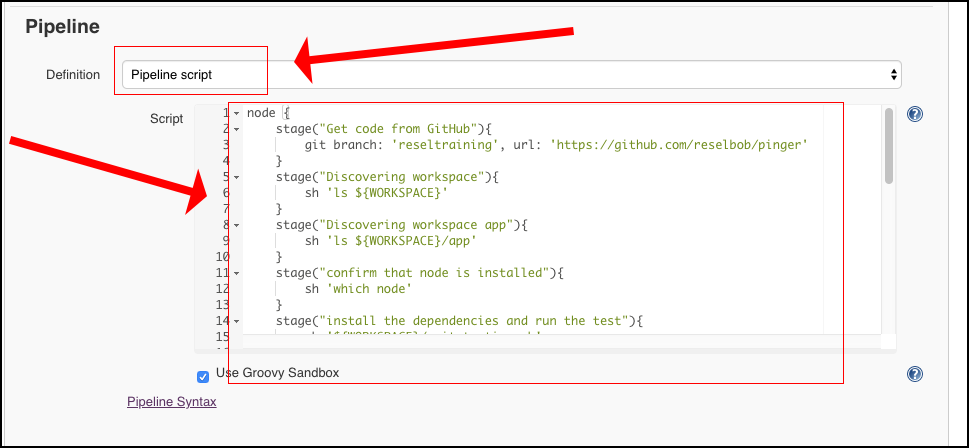 Pipeline
Definition Pipeline script
Script
1 node {
2 stage("Get code from GitHub"){
3 git branch: 'reseltraining', url: 'https://github.com/reselbob/pinger'
4 }
5 stage("Discovering workspace"){
6 sh 'ls ${WORKSPACE}'
7 }
8 stage("Discovering workspace app"){
9 sh 'ls ${WORKSPACE}/app'
10 }
11 stage("confirm that node is installed"){
12 sh 'which node'
13 }
14 stage("install the dependencies and run the test"){
15
Use Groovy Sandbox
Pipeline Syntax